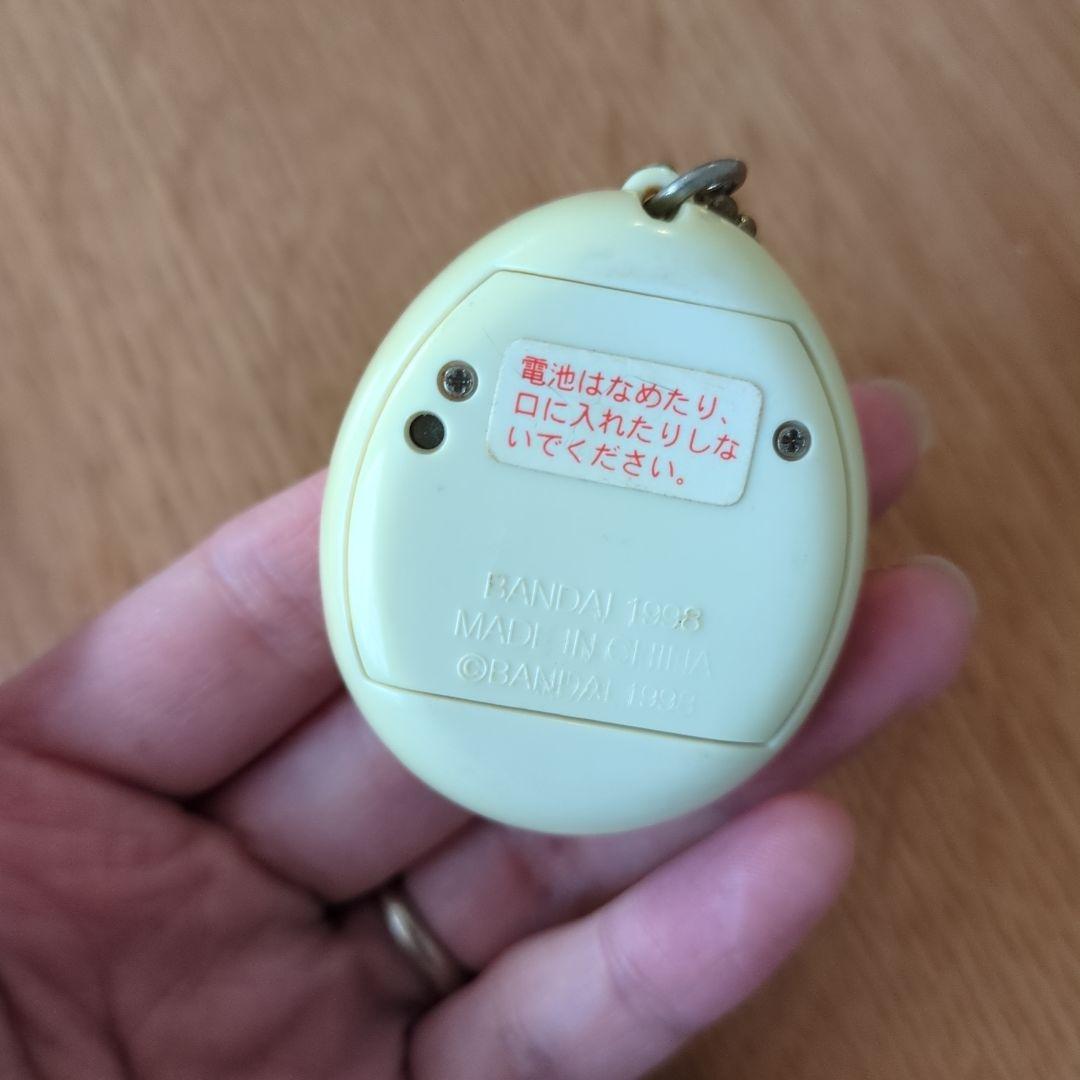 電池はなめたり、
口に入れたりしな
いでください。
BANDAI 1998
MADE IN CHINA
©BANDAI 1998